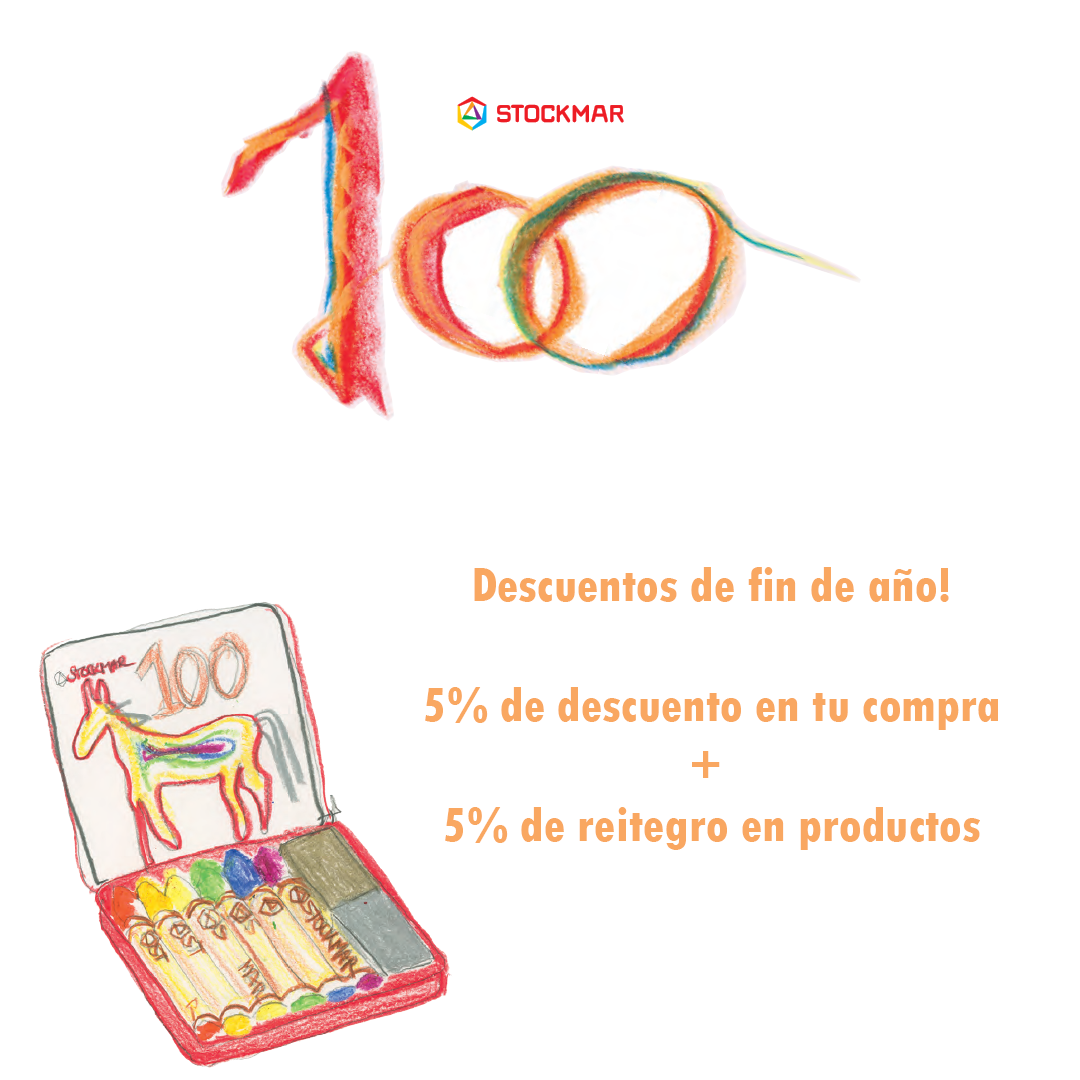 100
STOCKMAR
Descuentos de fin de año!
5% de descuento en tu compra
+
5% de reitegro en productos
STOCKMAR
100
STOCKMAR